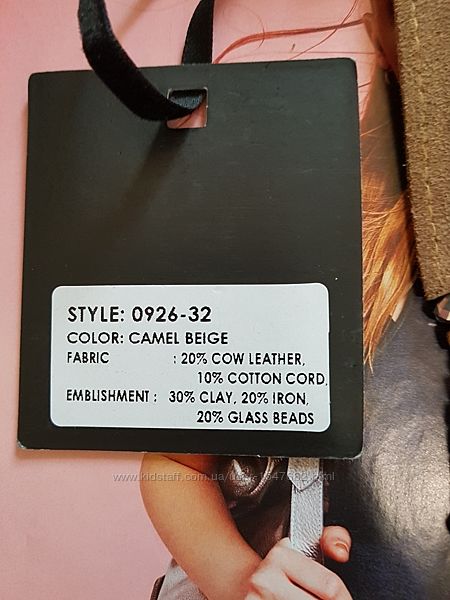 STYLE: 0926-32
COLOR: CAMEL BEIGE
FABRIC : 20% COW LEATHER,
10% COTTON CORD,
EMBLISHMENT : 30% CLAY, 20% IRON,
20% GLASS BEADS